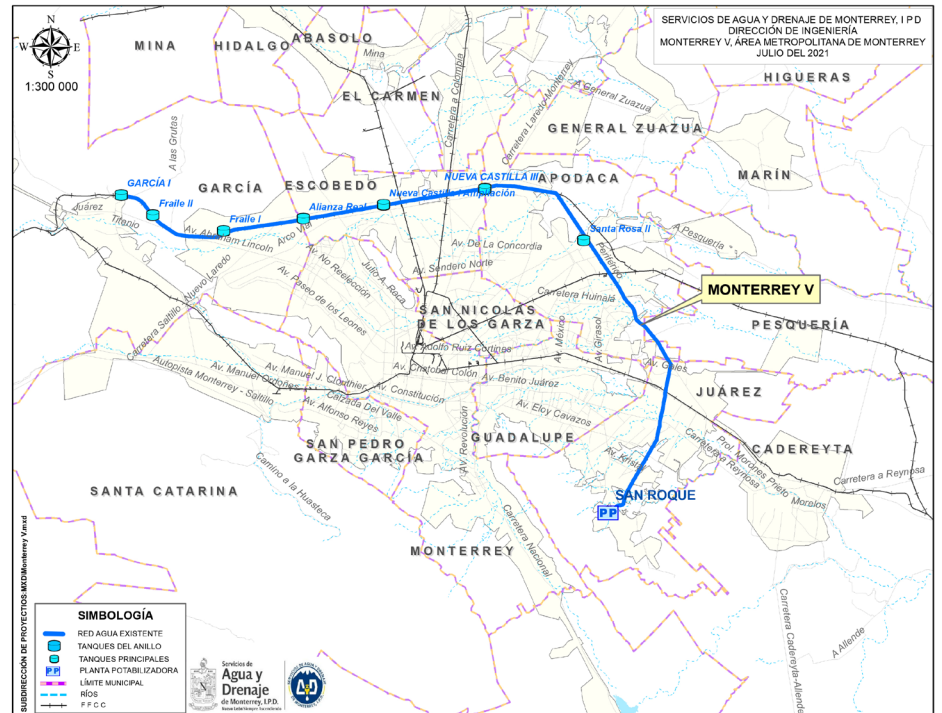 SERVICIOS DE AGUA Y DRENAJE DE MONTERREY, I P D
DIRECCIÓN DE INGENIERÍA
MONTERREY V, ÁREA METROPOLITANA DE MONTERREY
JULIO DEL 2021
N
W E
S
1:300 000
MINA
HIDALGO
ABASOLO
Mina
EL CARMEN
Carretera a Colombia
Carretera Laredo-Monterrey
A General Zuazua
HIGUERAS
GENERAL ZUAZUA
A las Grutas
MARÍN
GARCÍA I
GARCÍA
ESCOBEDO
NUEVA CASTILLA III
APODACA
Fraile II
Nueva Castilla I Ampliación
Juárez
Titanio
Fraile I
Alianza Real
Santa Rosa II
A Pesquería
Av. Abraham Lincoln
Arco Vial
Av. De La Concordia
Periférico
Av. No Reelección
Julio A. Roca
Av. Sendero Norte
Av. Paseo de los Leones
Carretera Saltillo - Nuevo Laredo
Carretera Huinalá
MONTERREY V
SAN NICOLÁS
DE LOS GARZA
Av. México
Av. Girasol
PESQUERÍA
Av. Adolfo Ruiz Cortines
Autopista Monterrey - Saltillo
Av. Manuel Ordoñez
Av. Manuel J. Clouthier
Av. Cristobal Colón
Av. Benito Juárez
Av. Constitución
Calzada Del Valle
Av. Alfonso Reyes
JUÁREZ
Av. Eloy Cavazos
AV. Revolución
GUADALUPE
SAN PEDRO
GARZA GARCÍA
Carretera a Reynosa
Prol. Morones Prieto
Morelos
CADEREYTA
Carretera a Reynosa
Camino a la Huasteca
SANTA CATARINA
SAN ROQUE
PP
MONTERREY
Carretera Nacional
Carretera Cadereyta-Allende
A Allende
SUBDIRECCIÓN DE PROYECTOS:MXD\Monterrey V.mxd
SIMBOLOGÍA
RED AGUA EXISTENTE
TANQUES DEL ANILLO
TANQUES PRINCIPALES
PP PLANTA POTABILIZADORA
LÍMITE MUNICIPAL
RÍOS
F F C C
Servicios de
Agua y
Drenaje
de Monterrey, I.P.D.